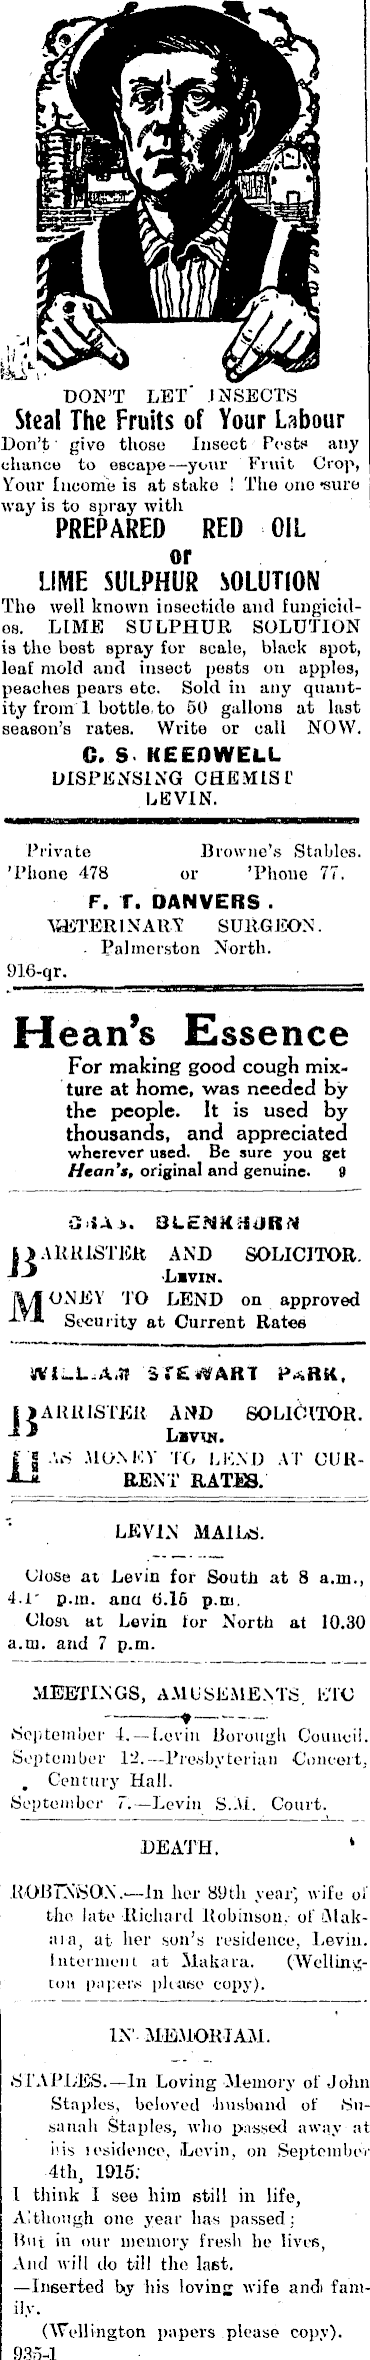 DON'T LET INSECTS
Steal The Fruits of Your Labour
Don't give those Insect Pests any
chance to escape—your Fruit Crop,
Your Income is at stake ! The one sure
way is to spray with
PREPARED RED OIL
or
LIME SULPHUR SOLUTION
The well known insectide and fungicid-
es. LIME SULPHUR SOLUTION
is the best spray for scale, black spot,
leaf mold and insect pests on apples,
peaches pears etc. Sold in any quant-
ity from 1 bottle to 50 gallons at last
season's rates. Write or call NOW.
C. S. KEEDWELL
DISPENSING CHEMIST
LEVIN.
Private Browne's Stables.
'Phone 478 or 'Phone 77.
F. T. DANVERS.
VETERINARY SURGEON.
Palmerston North.
916-qr.
Hean's Essence
For making good cough mix-
ture at home, was needed by
the people. It is used by
thousands, and appreciated
wherever used. Be sure you get
Hean's, original and genuine. 9
CHAS. BLENKHORN
BARRISTER AND SOLICITOR.
LEVIN.
MONEY TO LEND on approved
Security at Current Rates
WILLIAM STEWART PARK,
BARRISTER AND SOLICITOR.
LEVIN.
HAS MONEY TO LEND AT CUR-
RENT RATES.
LEVIN MAILS.
Close at Levin for South at 8 a.m.,
p.m. and 6.15 p.m.
Close at Levin for North at 10.30
a.m. and 7 p.m.
MEETINGS, AMUSEMENTS, ETC
September 4.—Levin Borough Council.
September 12.—Presbyterian Concert,
Century Hall.
September 7.—Levin S.M. Court.
DEATH.
ROBINSON.—In her 89th year, wife of
the late Richard Robinson, of Mak-
ara, at her son's residence, Levin.
Interment at Makara. (Welling-
ton papers please copy).
IN MEMORIAM.
STAPLES.—In Loving Memory of John
Staples, beloved husband of Su-
sanah Staples, who passed away at
his residence, Levin, on September
4th, 1915:
I think I see him still in life,
Although one year has passed;
But in our memory fresh he lives,
And will do till the last.
—Inserted by his loving wife and fam-
ily.
(Wellington papers please copy).
935-1